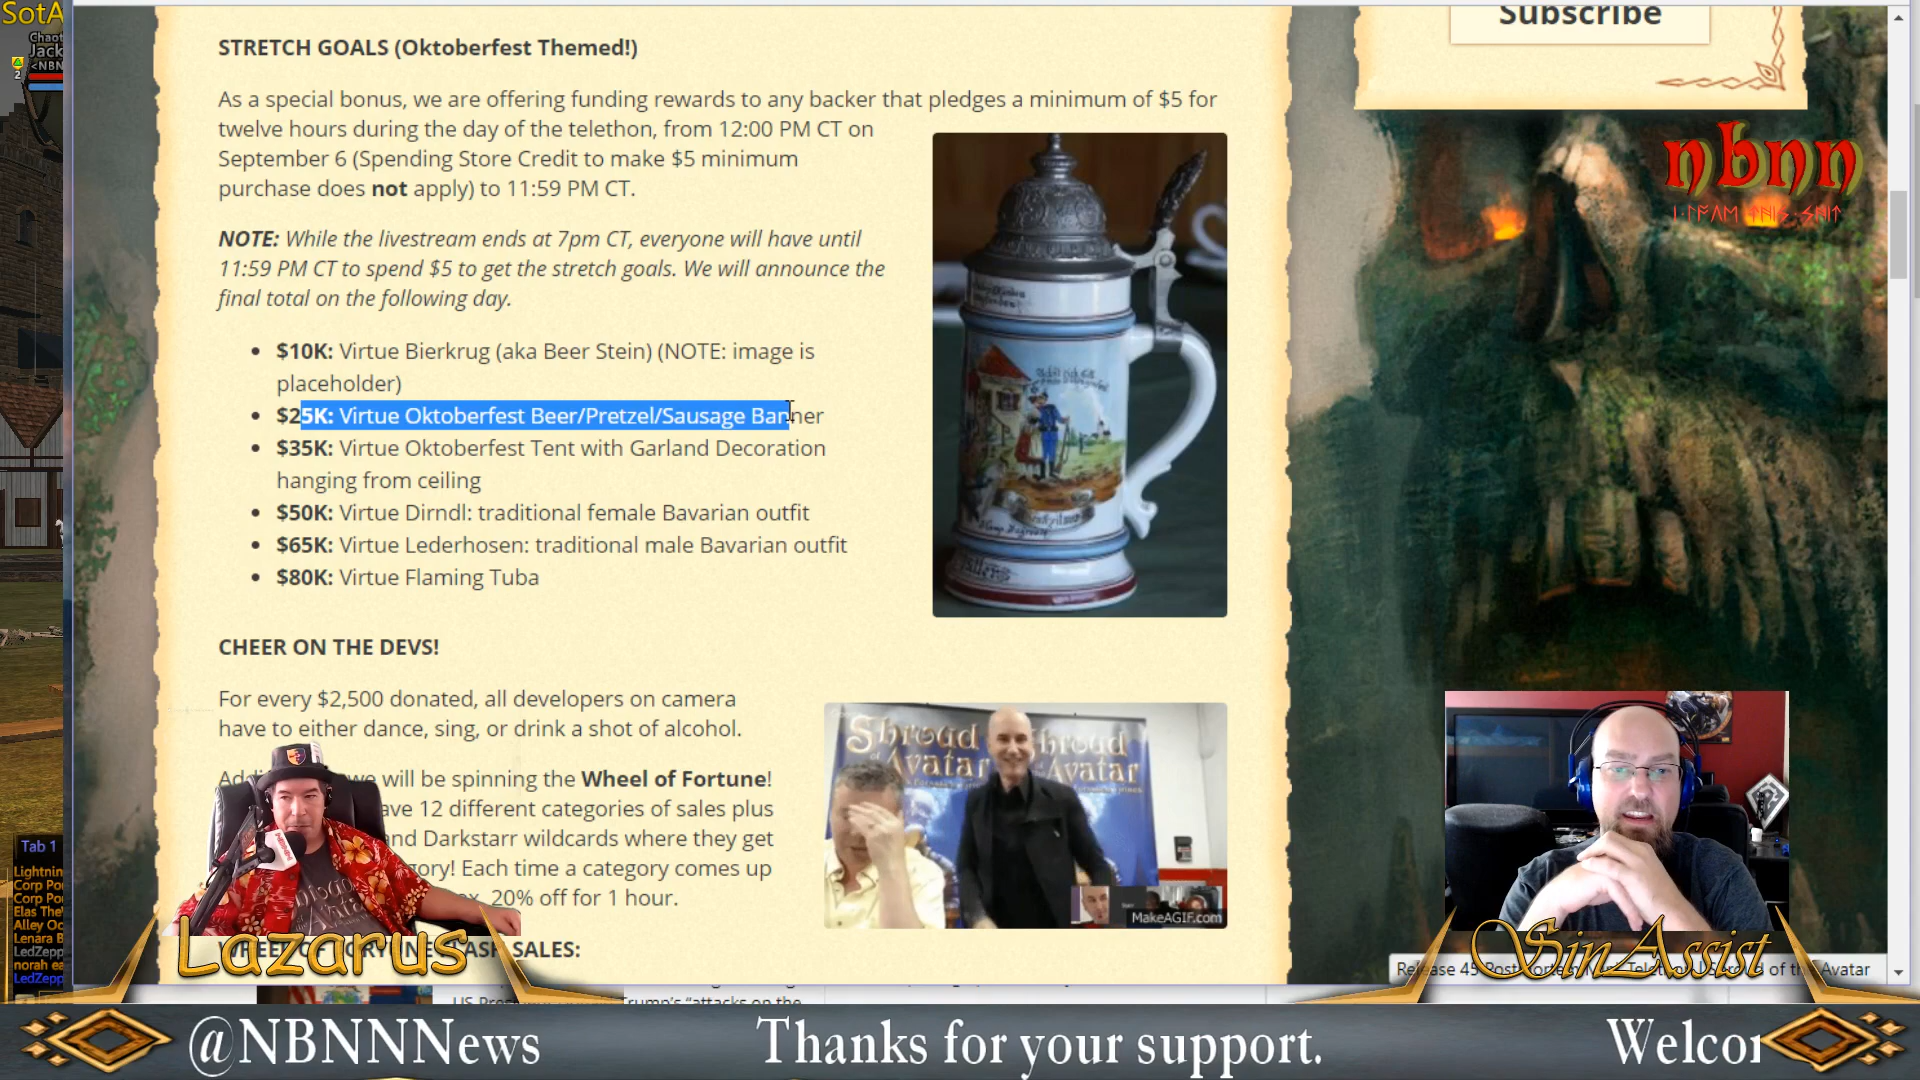 SotA
Subscribe
STRETCH GOALS (Oktoberfest Themed!)
As a special bonus, we are offering funding rewards to any backer that pledges a minimum of $5 for
twelve hours during the day of the telethon, from 12:00 PM CT on
September 6 (Spending Store Credit to make $5 minimum
purchase does not apply) to 11:59 PM CT.
NOTE: While the livestream ends at 7pm CT, everyone will have until
11:59 PM CT to spend $5 to get the stretch goals. We will announce the
final total on the following day.
• $10K: Virtue Bierkrug (aka Beer Stein) (NOTE: image is
placeholder)
• $25K: Virtue Oktoberfest Beer/Pretzel/Sausage Banner
• $35K: Virtue Oktoberfest Tent with Garland Decoration
hanging from ceiling
• $50K: Virtue Dirndl: traditional female Bavarian outfit
• $65K: Virtue Lederhosen: traditional male Bavarian outfit
• $80K: Virtue Flaming Tuba
CHEER ON THE DEVS!
For every $2,500 donated, all developers on camera
have to either dance, sing, or drink a shot of alcohol.
we will be spinning the Wheel of Fortune!
12 different categories of sales plus
Darkstarr wildcards where they get
Each time a category comes up
20% off for 1 hour.
SALES:
nbnn
Shroud
Avatar
MakeAGIF.com
Tab 1
Lazarus
SinAssist
Release 45 Post
Avatar
@NBNNNews
Thanks for your support.